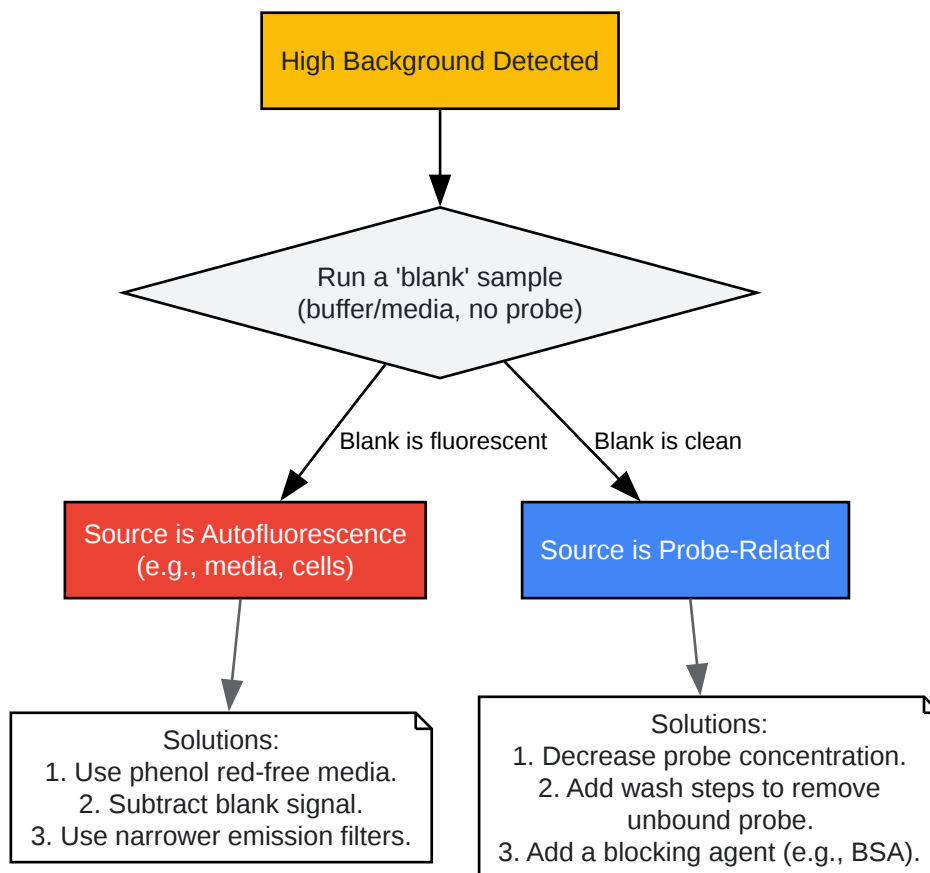 High Background Detected
Run a 'blank' sample
(buffer/media, no probe)
Blank is fluorescent
Blank is clean
Source is Autofluorescence
(e.g., media, cells)
Source is Probe-Related
Solutions:
1. Use phenol red-free media.
2. Subtract blank signal.
3. Use narrower emission filters.
Solutions:
1. Decrease probe concentration.
2. Add wash steps to remove
unbound probe.
3. Add a blocking agent (e.g., BSA).